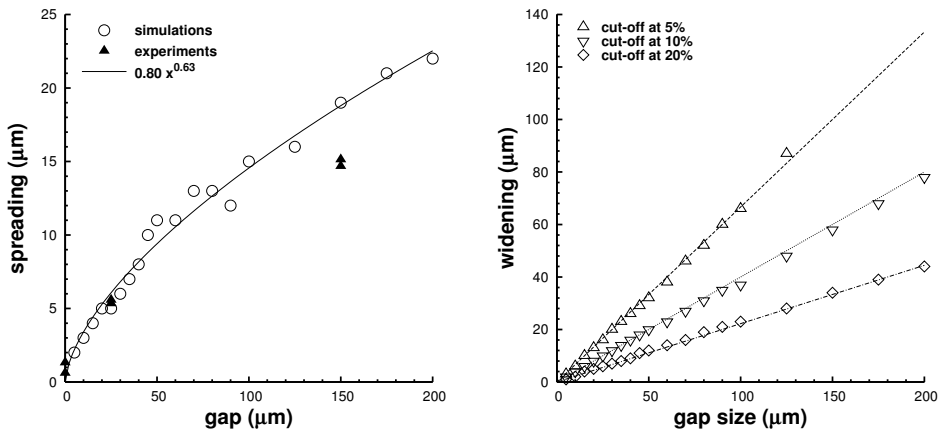 25
20
15
10
5
0
spreading (μm)
simulations
experiments
0.80 x^0.63
0 50 100 150 200
gap (μm)
140
120
100
80
60
40
20
0
widening (μm)
cut-off at 5%
cut-off at 10%
cut-off at 20%
0 50 100 150 200
gap size (μm)